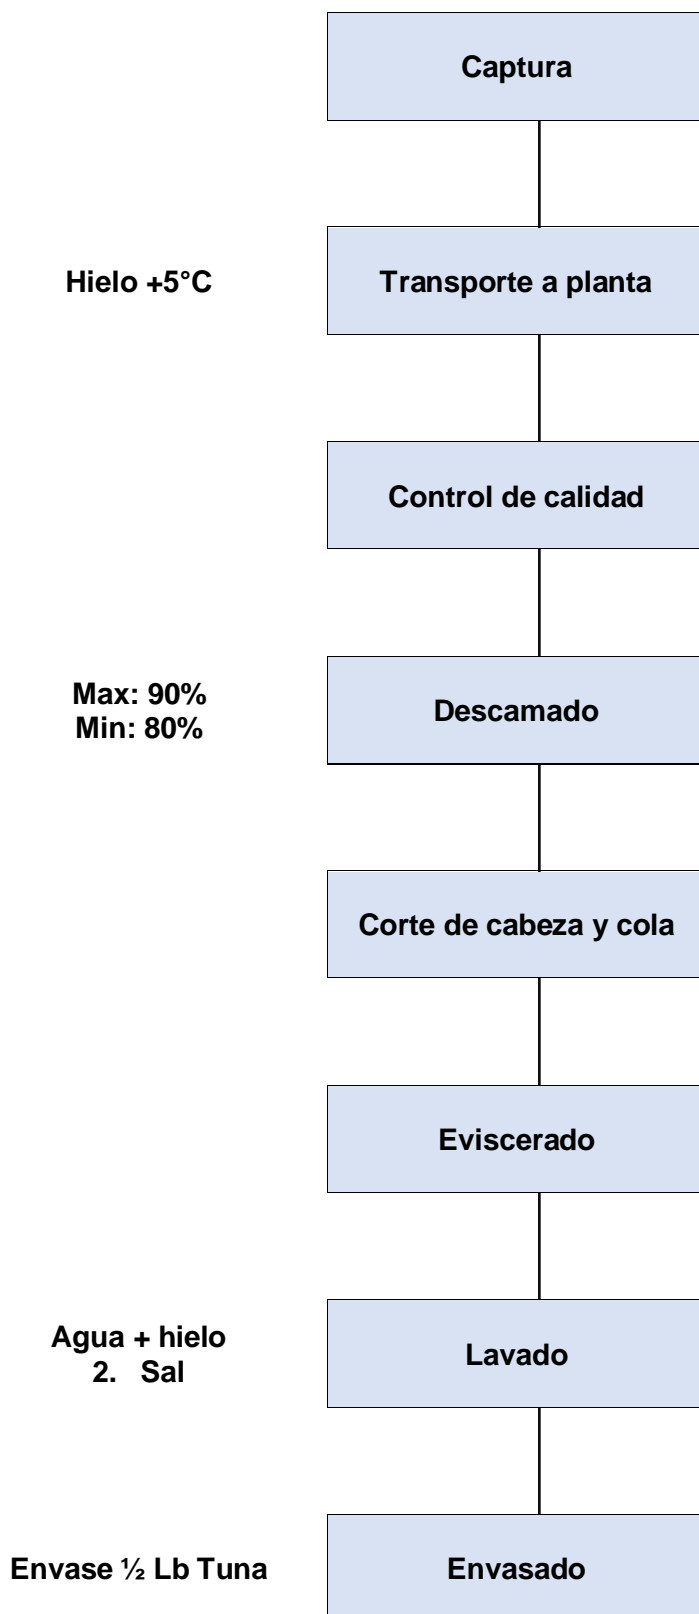 Captura
Hielo +5°C
Transporte a planta
Control de calidad
Max: 90%
Min: 80%
Descamado
Corte de cabeza y cola
Eviscerado
Agua + hielo
2. Sal
Lavado
Envase ½ Lb Tuna
Envasado